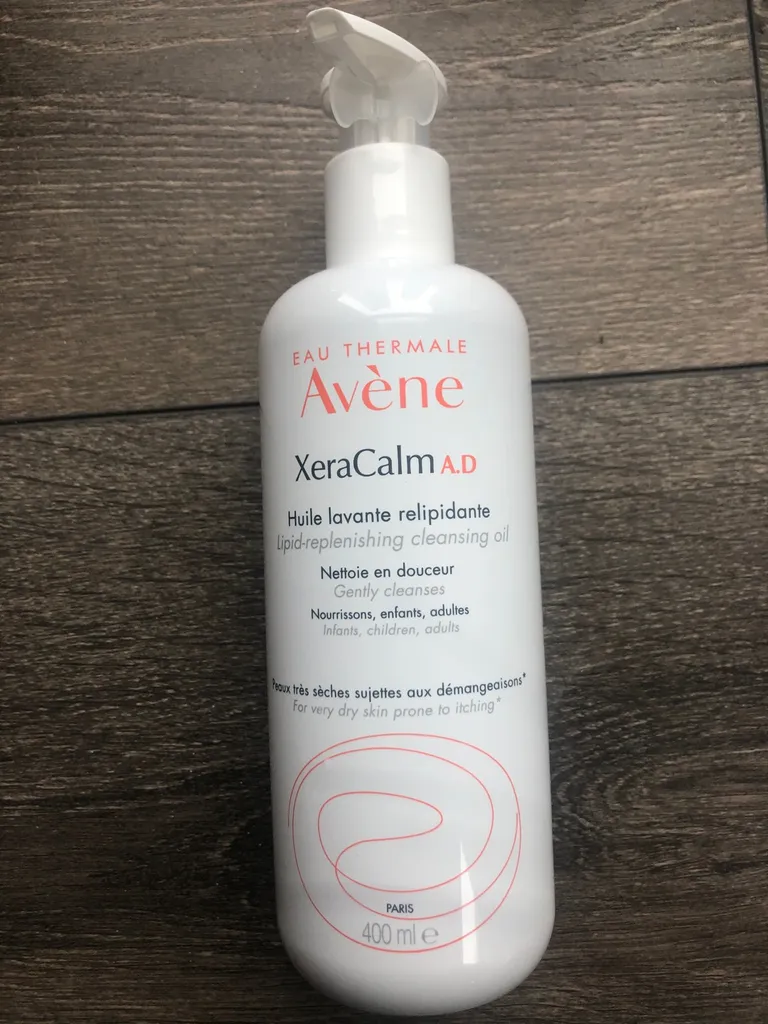 EAU THERMALE
Avène
XeraCalm A.D
Huile lavante relipidante
Lipid-replenishing cleansing oil
Nettoie en douceur
Gently cleanses
Nourrissons, enfants, adultes
Infants, children, adults
Peaux très sèches sujettes aux démangeaisons*
For very dry skin prone to itching*
PARIS
400 ml ℮